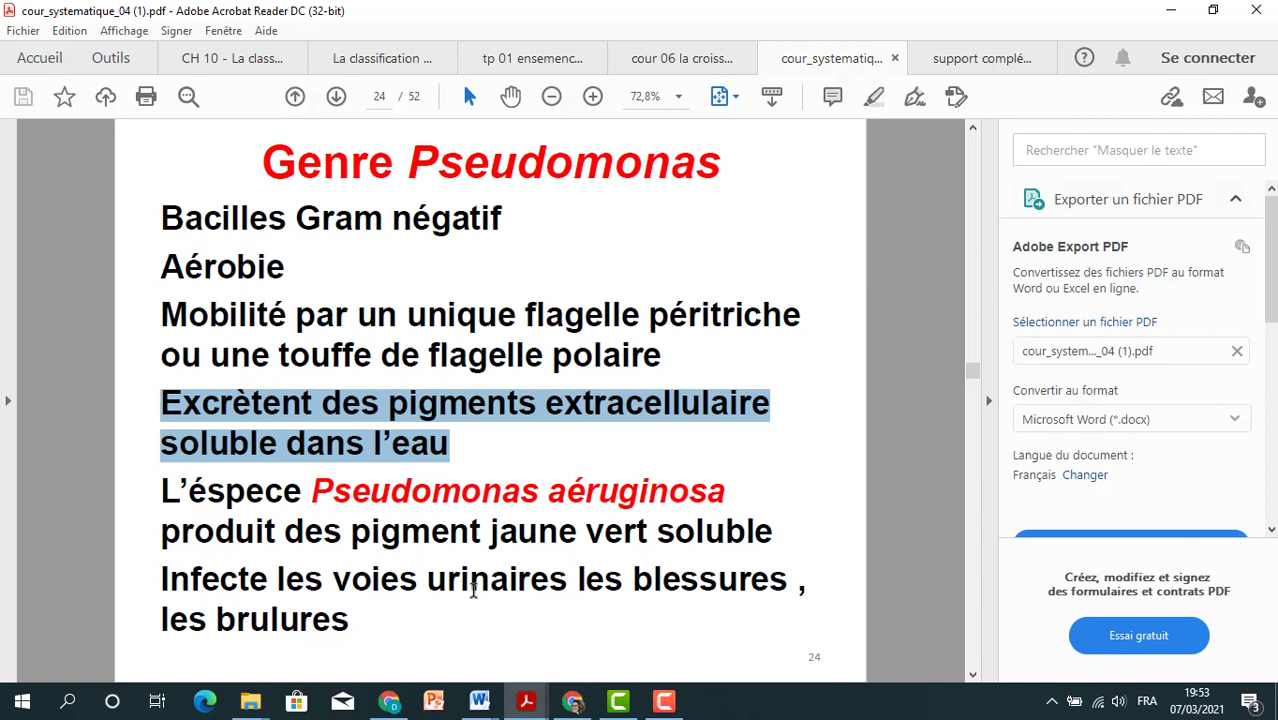 cour_systematique_04 (1).pdf - Adobe Acrobat Reader DC (32-bit)
Fichier Edition Affichage Signer Fenêtre Aide
Accueil Outils CH 10 - La class... La classification ... tp 01 ensemenc... cour 06 la croiss... cour_systematiq... × support complé... Se connecter
24 / 52 72,8%
Genre Pseudomonas
Bacilles Gram négatif
Aérobie
Mobilité par un unique flagelle péritriche
ou une touffe de flagelle polaire
Excrètent des pigments extracellulaire
soluble dans l’eau
L’éspece Pseudomonas aéruginosa
produit des pigment jaune vert soluble
Infecte les voies urinaires les blessures ,
les brulures
24
Rechercher "Masquer le texte"
Exporter un fichier PDF
Adobe Export PDF
Convertissez des fichiers PDF au format
Word ou Excel en ligne.
Sélectionner un fichier PDF
cour_system..._04 (1).pdf
Convertir au format
Microsoft Word (*.docx)
Langue du document :
Français Changer
Créez, modifiez et signez
des formulaires et contrats PDF
Essai gratuit
FRA
19:53
07/03/2021
3